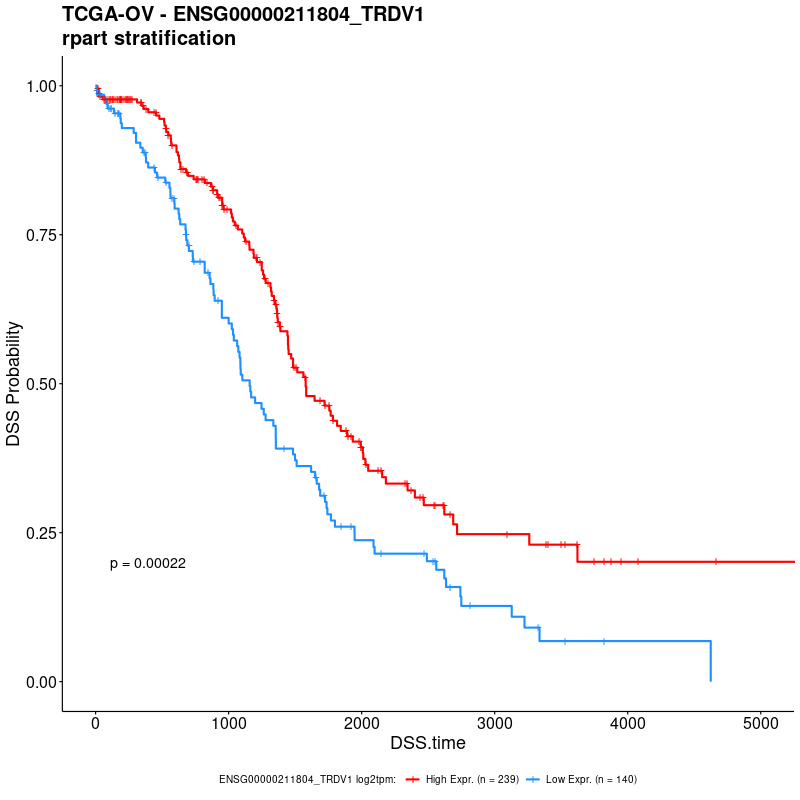 TCGA-OV - ENSG00000211804_TRDV1
rpart stratification
1.00
0.75
0.50
0.25
0.00
DSS Probability
p = 0.00022
0 1000 2000 3000 4000 5000
DSS.time
ENSG00000211804_TRDV1 log2tpm: High Expr. (n = 239) Low Expr. (n = 140)